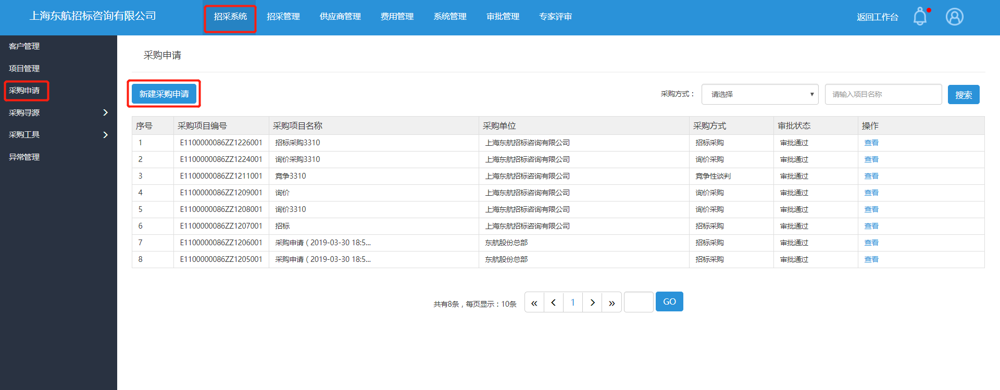 上海东航招标咨询有限公司 招采系统 招采管理 供应商管理 费用管理 系统管理 审批管理 专家评审 返回工作台
客户管理
项目管理
采购申请
采购寻源
采购工具
异常管理
采购申请
新建采购申请 采购方式： 请选择 请输入项目名称 搜索
序号 采购项目编号 采购项目名称 采购单位 采购方式 审批状态 操作
1 E1100000086ZZ1226001 招标采购3310 上海东航招标咨询有限公司 招标采购 审批通过 查看
2 E1100000086ZZ1224001 询价采购3310 上海东航招标咨询有限公司 询价采购 审批通过 查看
3 E1100000086ZZ1211001 竞争3310 上海东航招标咨询有限公司 竞争性谈判 审批通过 查看
4 E1100000086ZZ1209001 询价 上海东航招标咨询有限公司 询价采购 审批通过 查看
5 E1100000086ZZ1208001 询价3310 上海东航招标咨询有限公司 询价采购 审批通过 查看
6 E1100000086ZZ1207001 招标 上海东航招标咨询有限公司 招标采购 审批通过 查看
7 E1100000086ZZ1206001 采购申请（2019-03-30 18:5... 东航股份总部 招标采购 审批通过 查看
8 E1100000086ZZ1205001 采购申请（2019-03-30 18:5... 东航股份总部 招标采购 审批通过 查看
共有8条，每页显示：10条 « < 1 > » GO